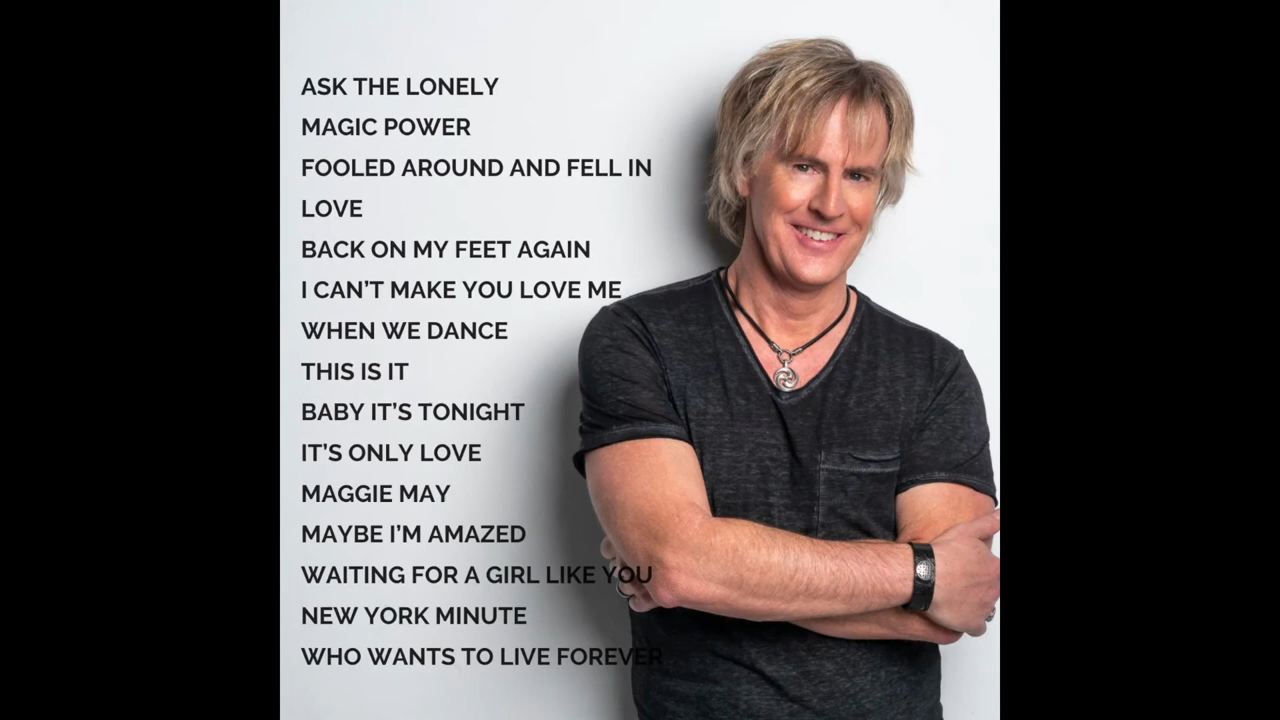 ASK THE LONELY
MAGIC POWER
FOOLED AROUND AND FELL IN
LOVE
BACK ON MY FEET AGAIN
I CAN’T MAKE YOU LOVE ME
WHEN WE DANCE
THIS IS IT
BABY IT’S TONIGHT
IT’S ONLY LOVE
MAGGIE MAY
MAYBE I’M AMAZED
WAITING FOR A GIRL LIKE YOU
NEW YORK MINUTE
WHO WANTS TO LIVE FOREVER